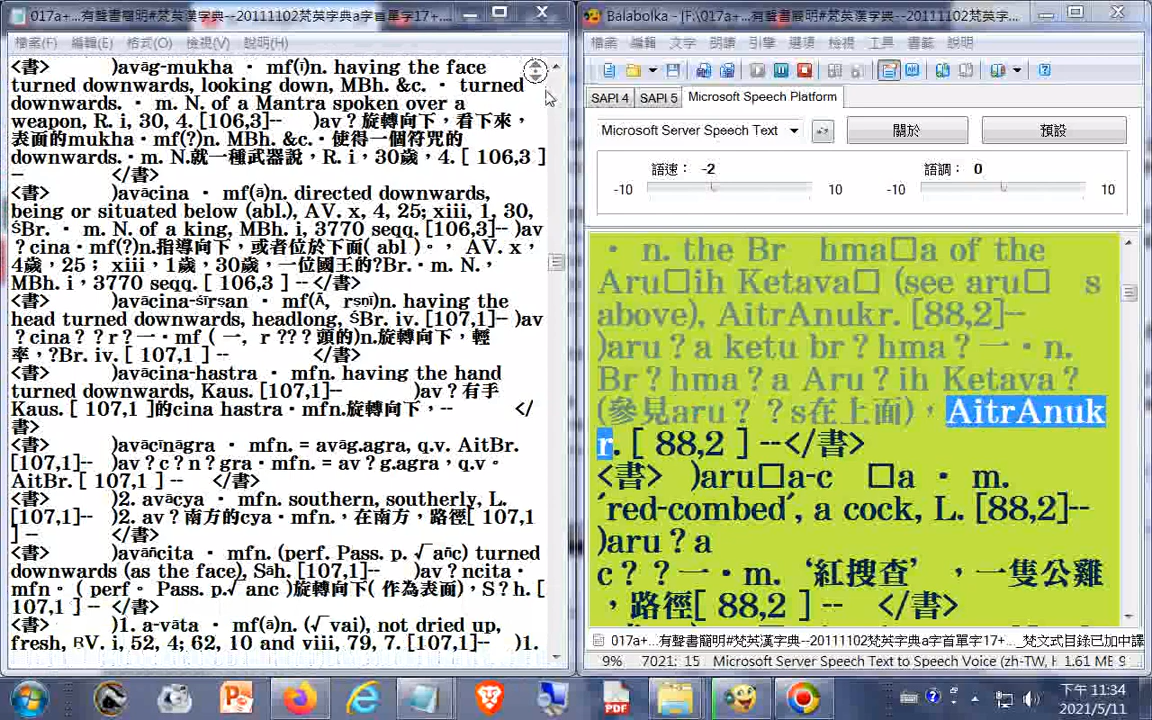 017a+...有聲書簡明#梵英漢字典--20111102梵英字典a字首單字17+...
檔案(F) 編輯(E) 格式(O) 檢視(V) 說明(H)
<書> )avāg-mukha ‧ mf(ī)n. having the face
turned downwards, looking down, MBh. &c. ‧ turned
downwards. ‧ m. N. of a Mantra spoken over a
weapon, R. i, 30, 4. [106,3]-- )av？旋轉向下，看下來，
表面的mukha‧mf(?)n. MBh. &c.‧使得一個符咒的
downwards.‧m. N.就一種武器說，R. i，30歲，4. [ 106,3 ]
-- </書>
<書> )avācina ‧ mf(ā)n. directed downwards,
being or situated below (abl.), AV. x, 4, 25; xiii, 1, 30,
ŚBr. ‧ m. N. of a king, MBh. i, 3770 seqq. [106,3]--)av
？cina‧mf(?)n.指導向下，或者位於下面( abl )。， AV. x，
4歲，25； xiii，1歲，30歲，一位國王的?Br.‧m. N.，
MBh. i，3770 seqq. [ 106,3 ] --</書>
<書> )avācina-śīrṣan ‧ mf(Ā, rṣṇī)n. having the
head turned downwards, headlong, ŚBr. iv. [107,1]-- )av
？cina？？r？一‧mf ( 一，r ???頭的)n.旋轉向下，輕
率，?Br. iv. [ 107,1 ] -- </書>
<書> )avācina-hastra ‧ mfn. having the hand
turned downwards, Kaus. [107,1]-- )av？有手
Kaus. [ 107,1 ]的cina hastra‧mfn.旋轉向下，-- </
書>
<書> )avācīnāgra ‧ mfn. = avāg.agra, q.v. AitBr.
[107,1]-- )av？c？n？gra‧mfn. = av？g.agra，q.v。
AitBr. [ 107,1 ] -- </書>
<書> )2. avācya ‧ mfn. southern, southerly, L.
[107,1]-- )2. av？南方的cya‧mfn.，在南方，路徑[ 107,1
] -- </書>
<書> )avāñcita ‧ mfn. (perf. Pass. p. √añc) turned
downwards (as the face), Sāh. [107,1]-- )av？ncita‧
mfn。( perf。 Pass. p.√anc )旋轉向下( 作為表面)，S？h. [
107,1 ] -- </書>
<書> )1. a-vāta ‧ mf(ā)n. (√vai), not dried up,
fresh, RV. i, 52, 4; 62, 10 and viii, 79, 7. [107,1]-- )1.
Balabolka - [F:\017a+...有聲書簡明#梵英漢字典--20111102梵英字...
檔案 編輯 文字 朗讀 引擎 選項 檢視 工具 書籤 說明
SAPI 4 SAPI 5 Microsoft Speech Platform
Microsoft Server Speech Text 關於 預設
語速： -2 語調： 0
-10 10 -10 10
‧ n. the Br hma□a of the
Aru□ih Ketava□ (see aru□ s
above), AitrAnukr. [88,2]--
)aru？a ketu br？hma？一‧n.
Br？hma？a Aru？ih Ketava？
(參見aru？？s在上面)，AitrAnuk
r. [ 88,2 ] --</書>
<書> )aru□a-c □a ‧ m.
'red-combed', a cock, L. [88,2]--
)aru？a
c？？一‧m.‘紅搜查’，一隻公雞
，路徑[ 88,2 ] -- </書>
017a+...有聲書簡明#梵英漢字典--20111102梵英字典a字首單字17+..._梵文式目錄已加中譯
9% 7021: 15 Microsoft Server Speech Text to Speech Voice (zh-TW, H 1.61 MB 9
下午 11:34
2021/5/11